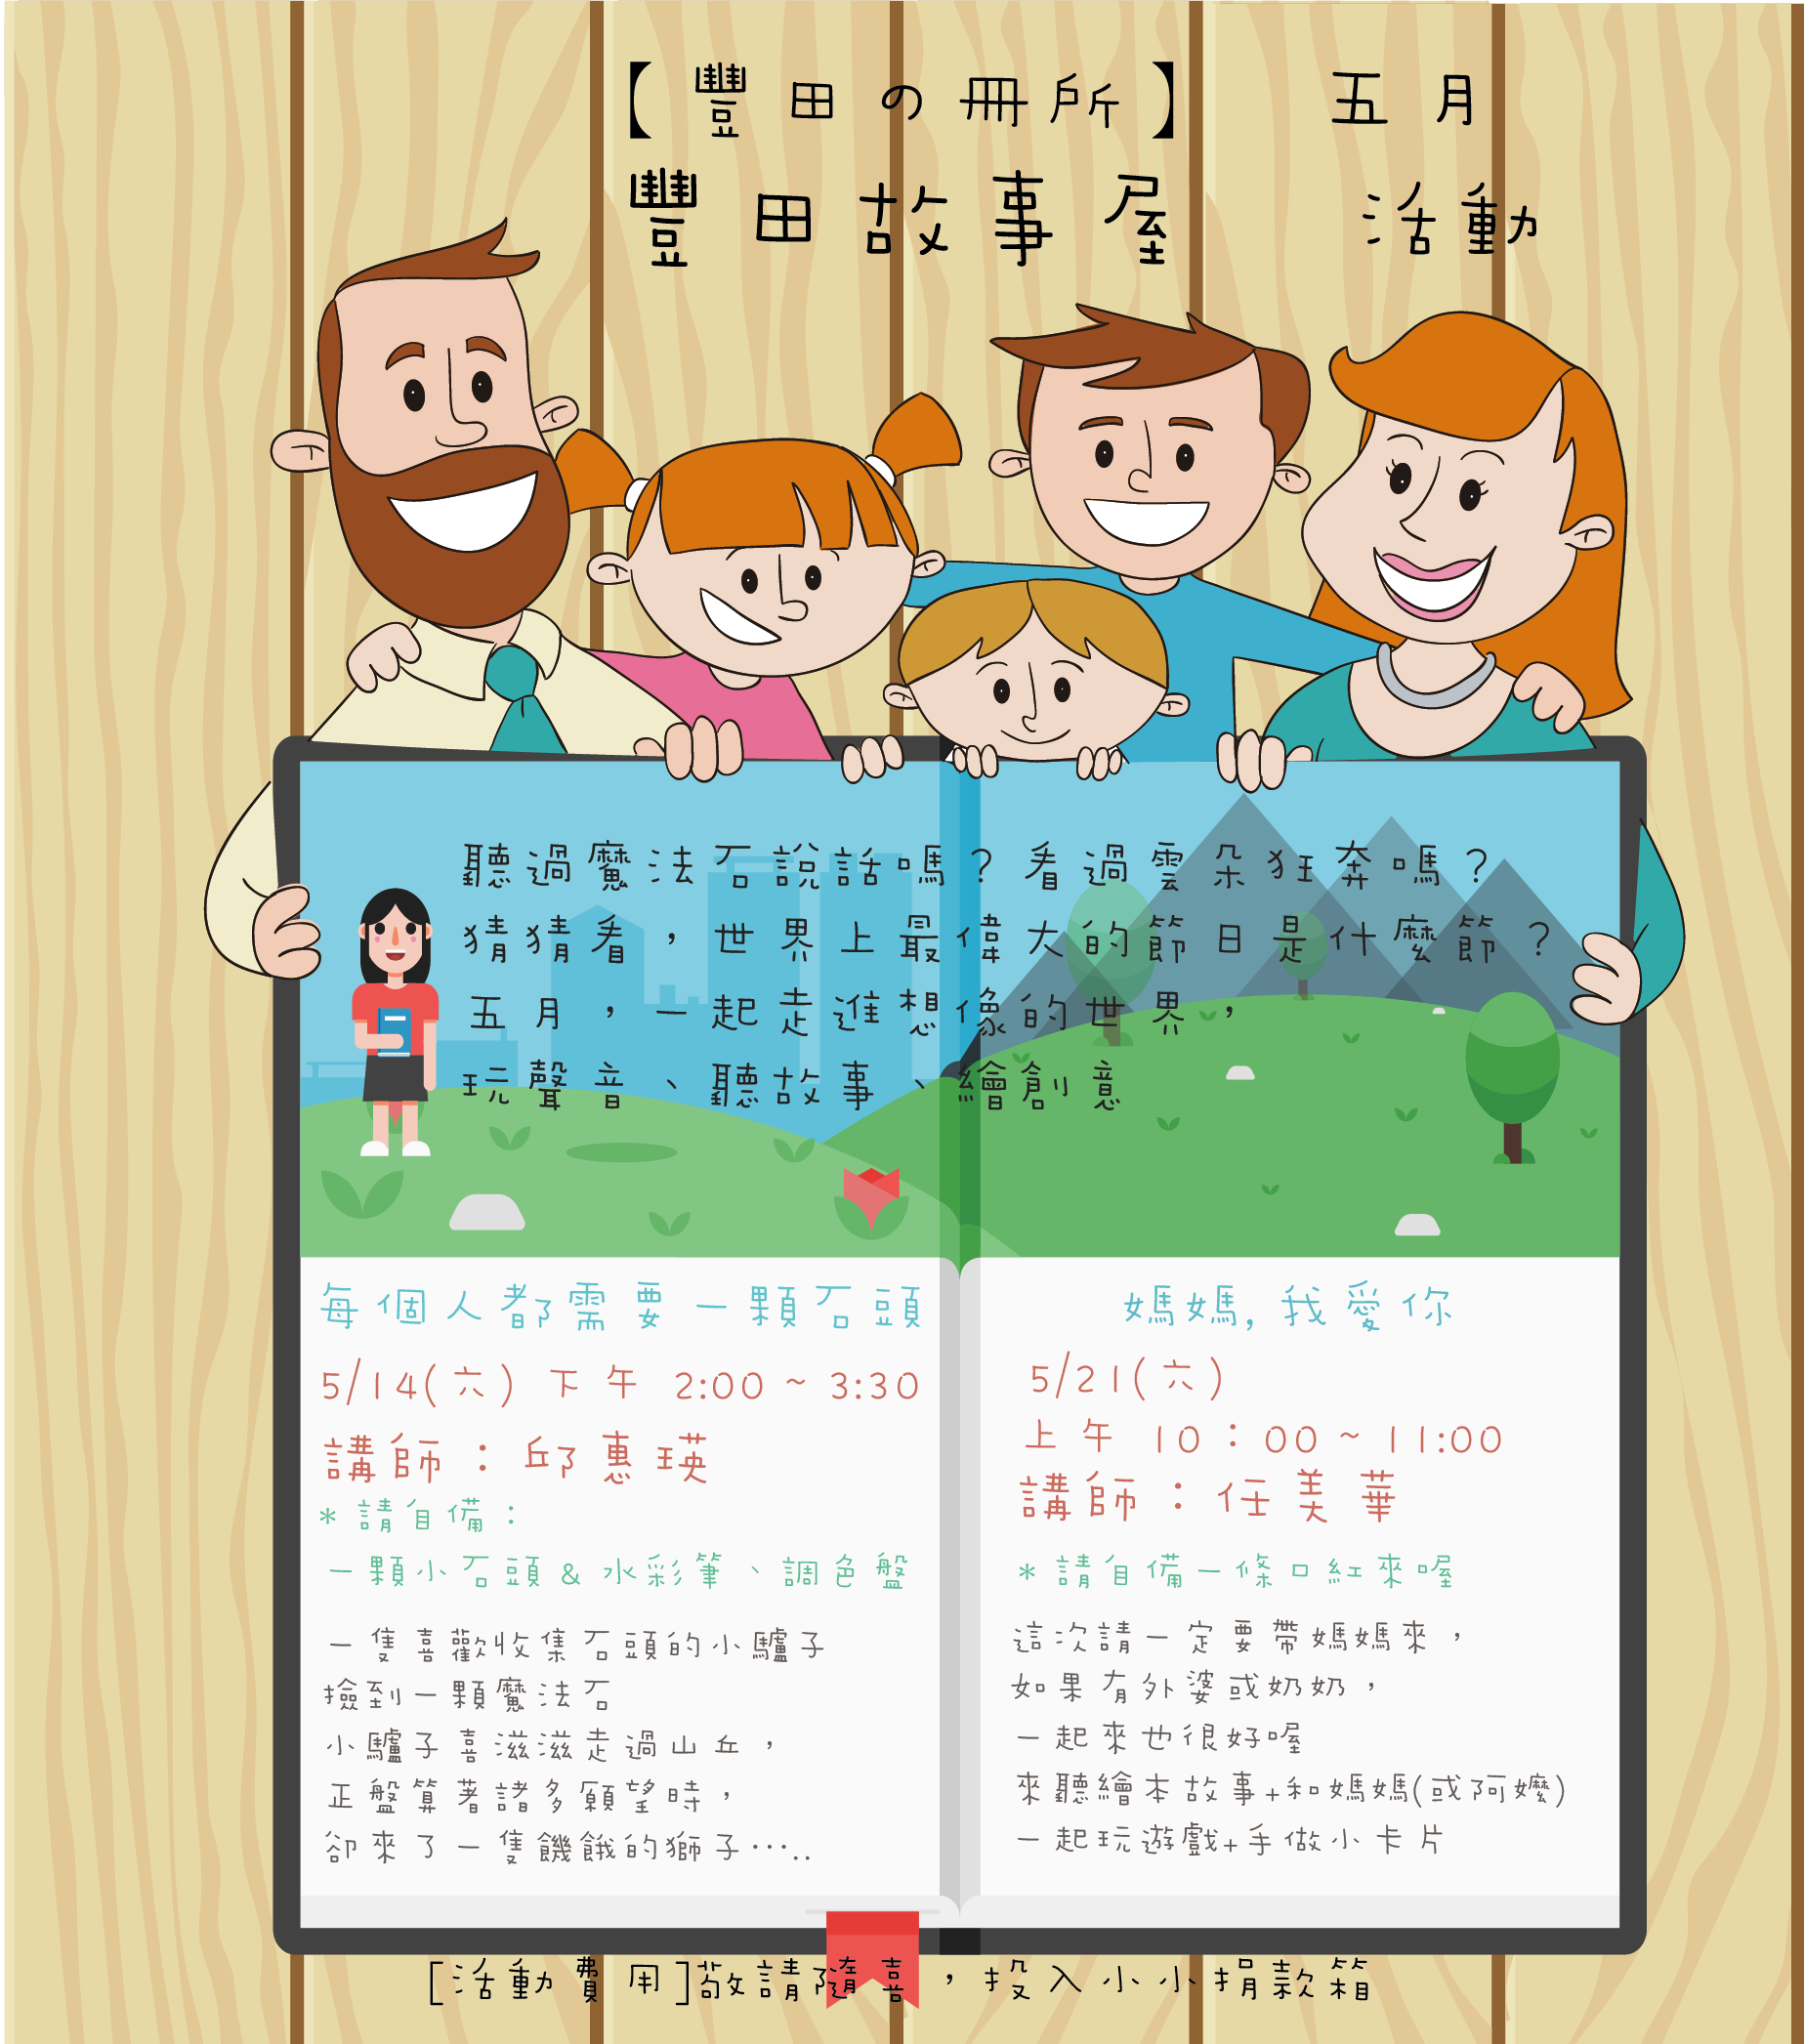 【豐田の冊所】 五月
豐田故事屋 活動
聽過魔法石說話嗎？看過雲朵狂奔嗎？
猜猜看，世界上最偉大的節日是什麼節？
五月，一起走進想像的世界，
玩聲音、聽故事、繪創意
每個人都需要一顆石頭
5/14(六) 下午 2:00 ~ 3:30
講師：邱惠瑛
*請自備：
一顆小石頭&水彩筆、調色盤
一隻喜歡收集石頭的小驢子
撿到一顆魔法石
小驢子喜滋滋走過山丘，
正盤算著諸多願望時，
卻來了一隻饑餓的獅子…..
媽媽,我愛你
5/21(六)
上午 10：00 ~ 11:00
講師：任美華
*請自備一條口紅來喔
這次請一定要帶媽媽來，
如果有外婆或奶奶，
一起來也很好喔
來聽繪本故事+和媽媽(或阿嬤)
一起玩遊戲+手做小卡片
[活動費用]敬請隨喜，投入小小捐款箱